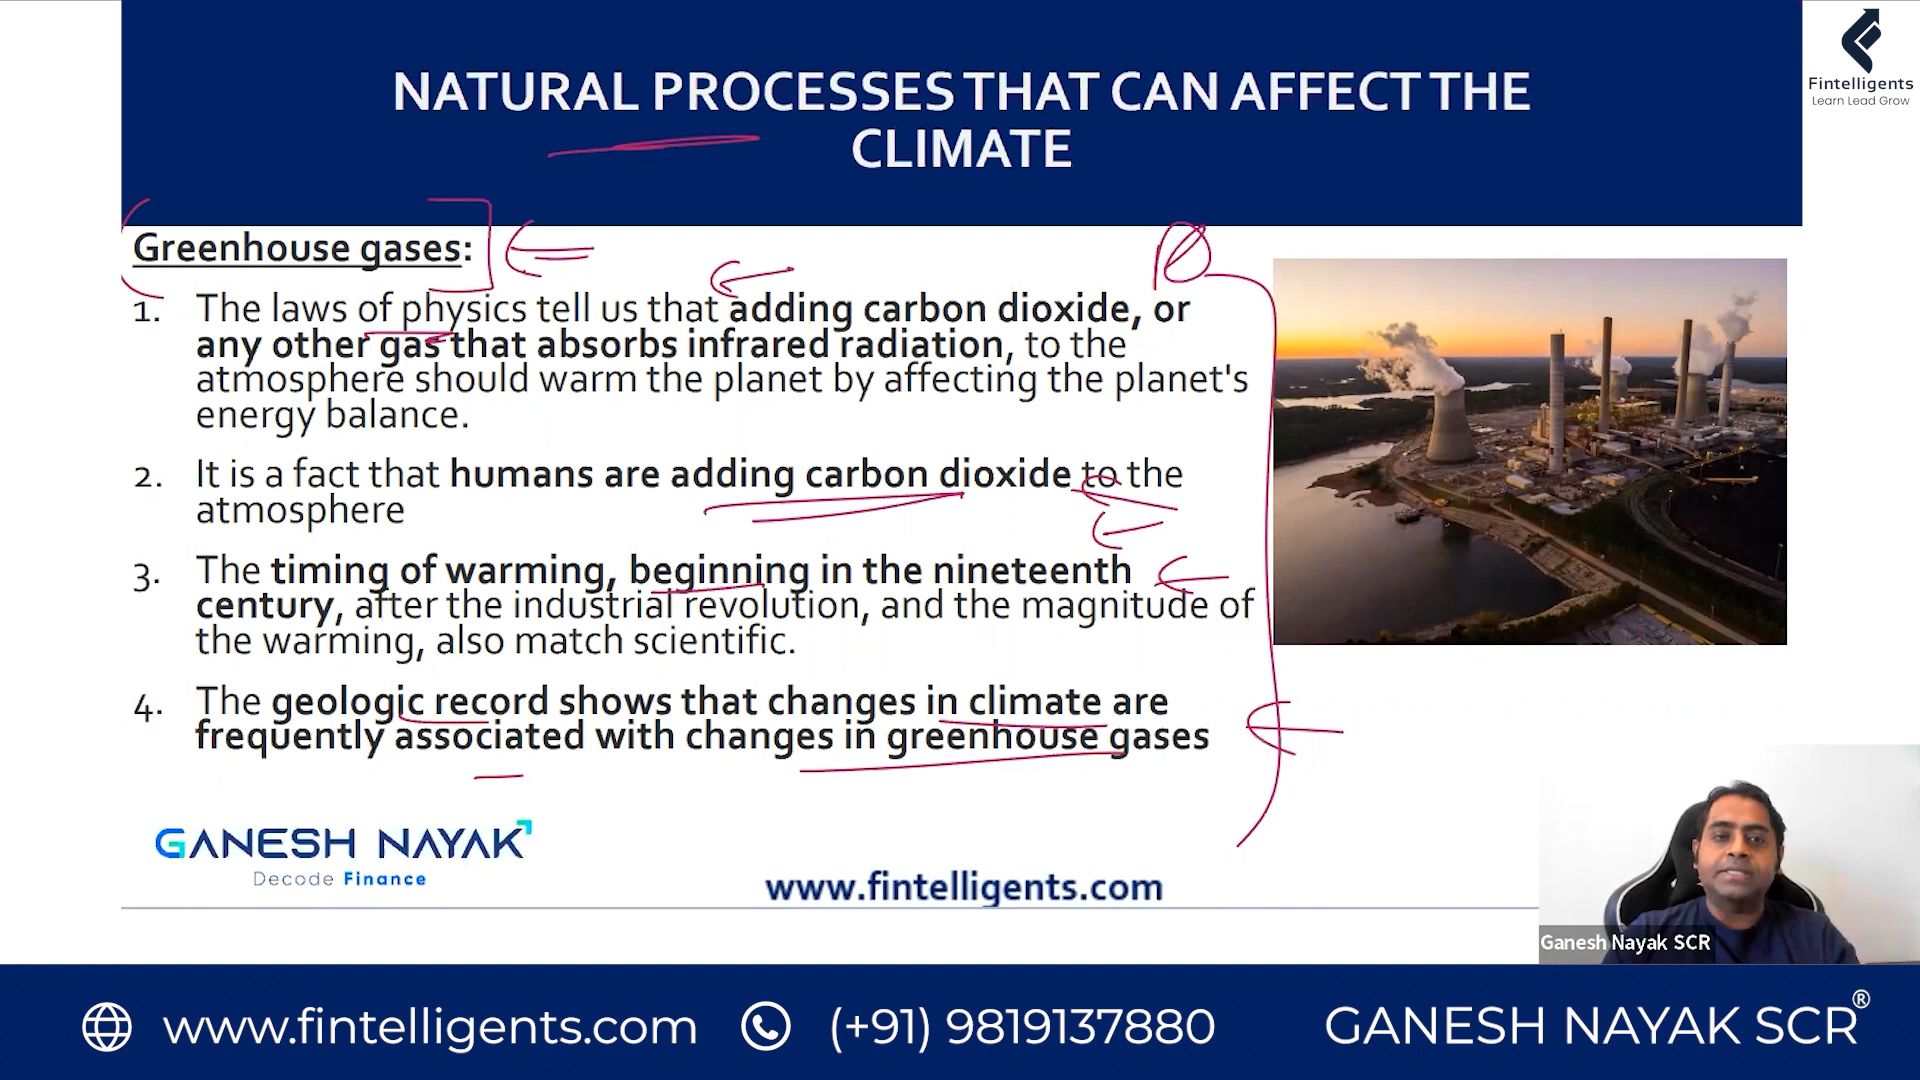 NATURAL PROCESSES THAT CAN AFFECT THE
CLIMATE
Fintelligents
Learn Lead Grow
Greenhouse gases:
1. The laws of physics tell us that adding carbon dioxide, or
any other gas that absorbs infrared radiation, to the
atmosphere should warm the planet by affecting the planet's
energy balance.
2. It is a fact that humans are adding carbon dioxide to the
atmosphere
3. The timing of warming, beginning in the nineteenth
century, after the industrial revolution, and the magnitude of
the warming, also match scientific.
4. The geologic record shows that changes in climate are
frequently associated with changes in greenhouse gases
GANESH NAYAK
Decode Finance
www.fintelligents.com
Ganesh Nayak SCR
www.fintelligents.com (+91) 9819137880 GANESH NAYAK SCR®